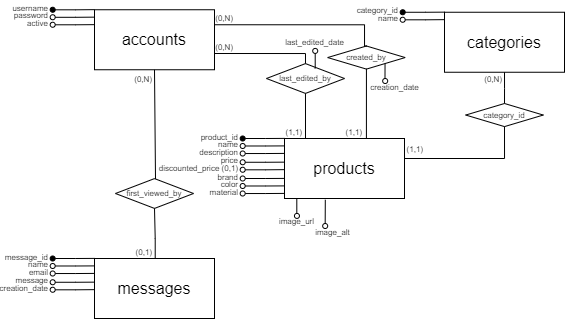 username
password
active
accounts
(0,N)
(0,N)
(0,N)
last_edited_date
last_edited_by
created_by
creation_date
category_id
name
categories
(0,N)
category_id
(1,1)
(1,1)
(1,1)
product_id
name
description
price
discounted_price (0,1)
brand
color
material
products
image_url
image_alt
first_viewed_by
(0,1)
message_id
name
email
message
creation_date
messages